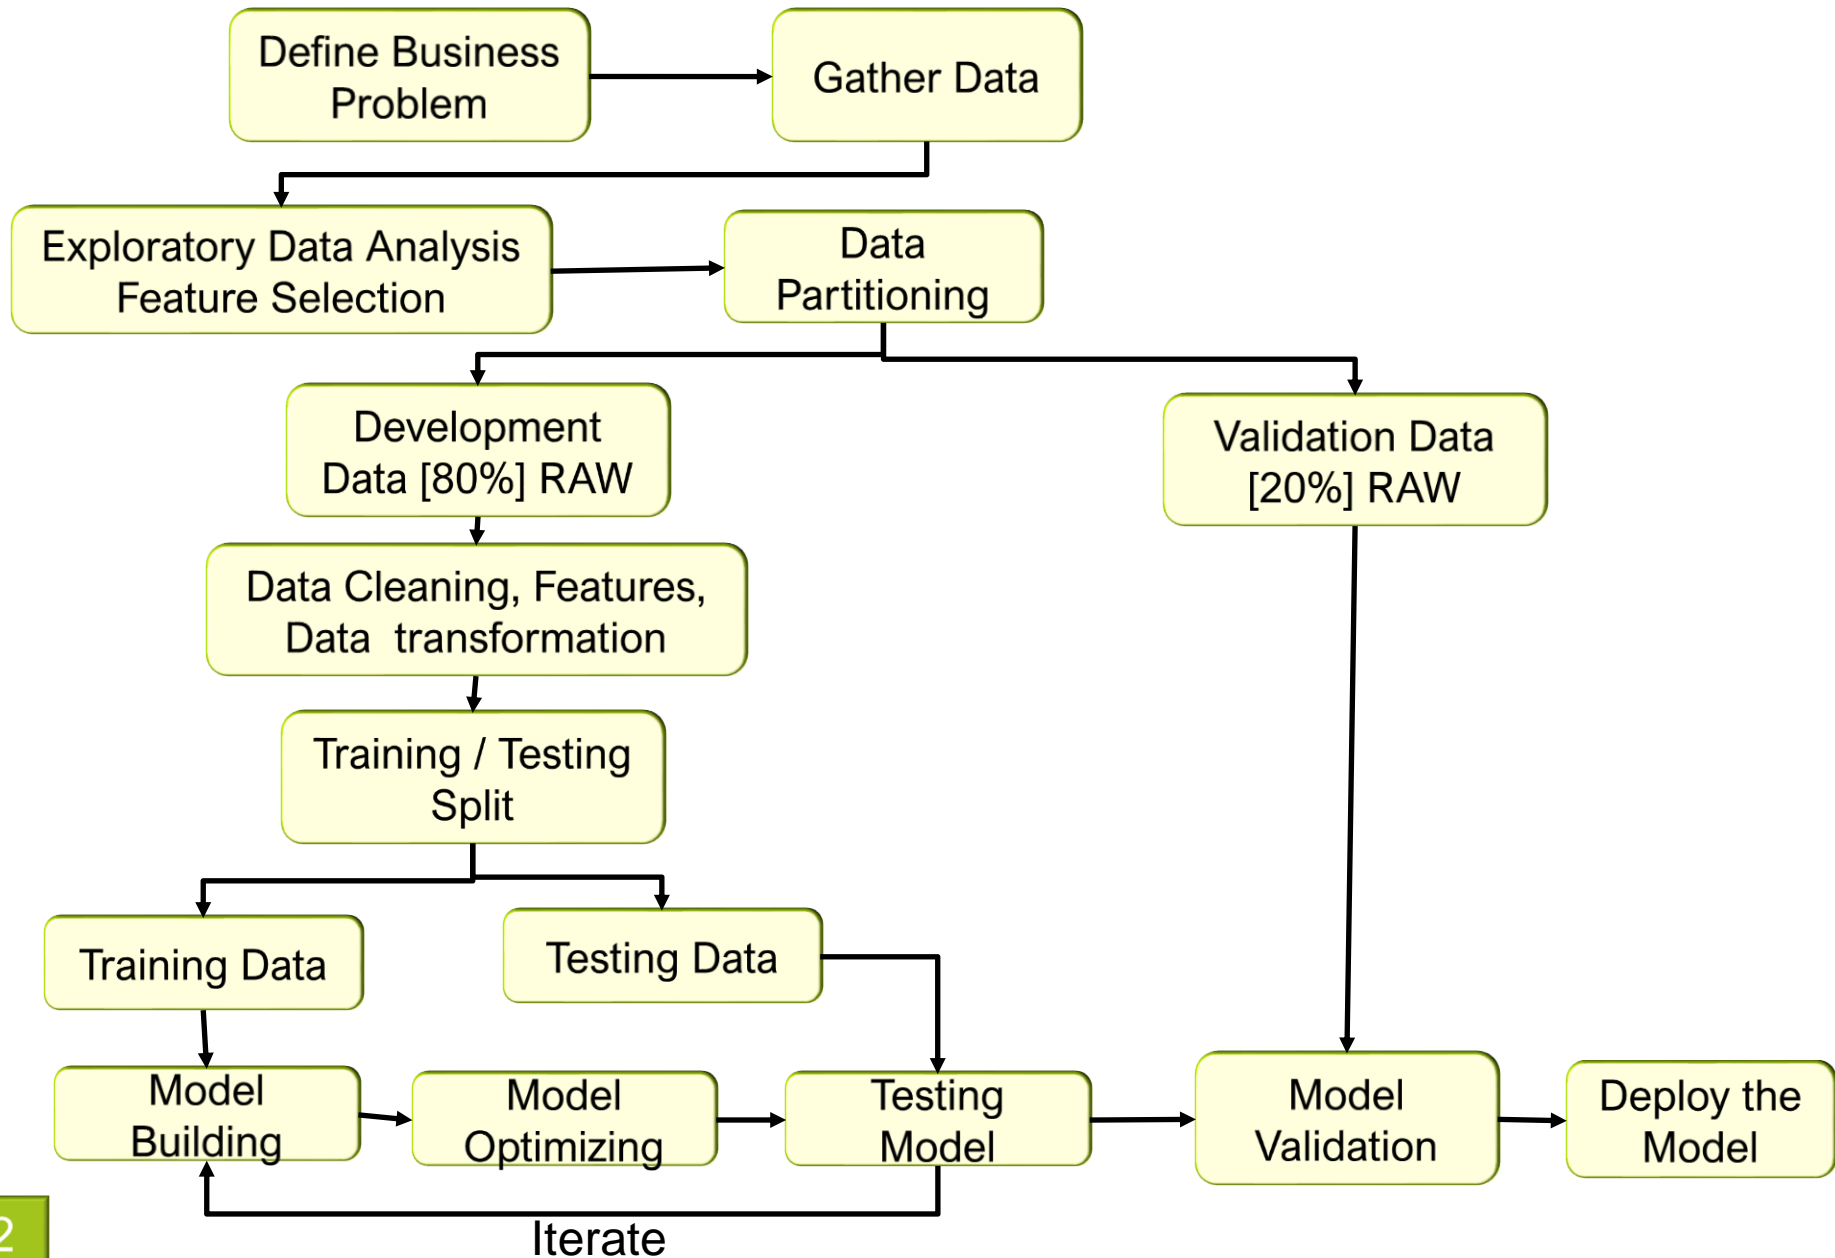 Define Business
Problem
Gather Data
Exploratory Data Analysis
Feature Selection
Data
Partitioning
Development
Data [80%] RAW
Validation Data
[20%] RAW
Data Cleaning, Features,
Data  transformation
Training / Testing
Split
Training Data
Testing Data
Model
Building
Model
Optimizing
Testing
Model
Model
Validation
Deploy the
Model
Iterate
2